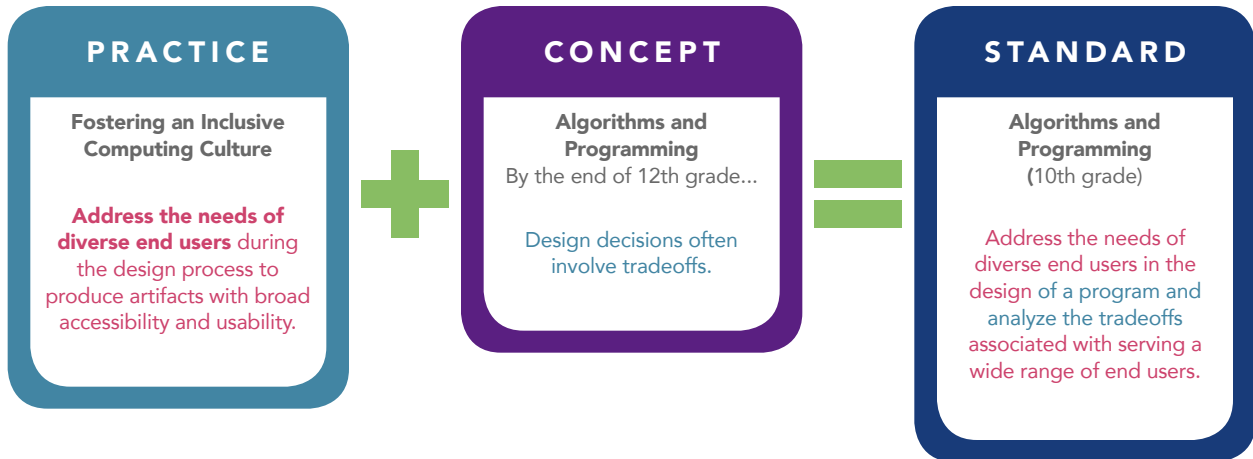 PRACTICE
Fostering an Inclusive
Computing Culture
Address the needs of
diverse end users during
the design process to
produce artifacts with broad
accessibility and usability.
CONCEPT
Algorithms and
Programming
By the end of 12th grade...
Design decisions often
involve tradeoffs.
STANDARD
Algorithms and
Programming
(10th grade)
Address the needs of
diverse end users in the
design of a program and
analyze the tradeoffs
associated with serving a
wide range of end users.